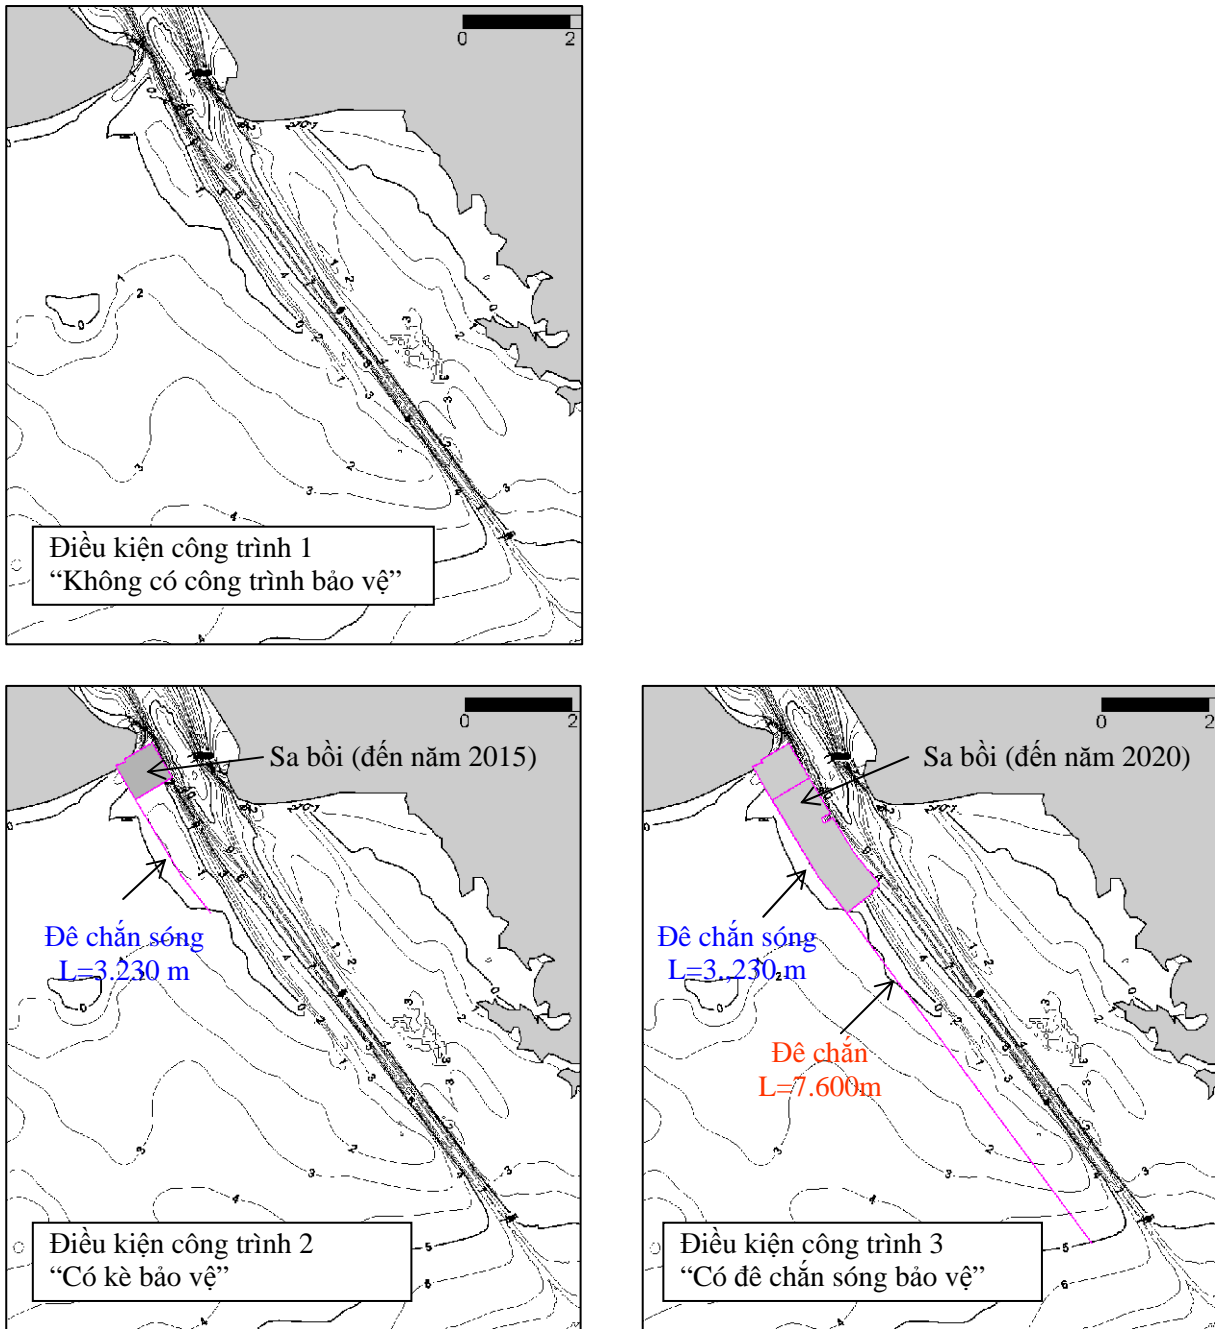 0 2
Điều kiện công trình 1
“Không có công trình bảo vệ”
0 2
Sa bồi (đến năm 2015)
Đê chắn sóng
L=3.230 m
Điều kiện công trình 2
“Có kè bảo vệ”
0 2
Sa bồi (đến năm 2020)
Đê chắn sóng
L=3.,230 m
Đê chắn
L=7.600m
Điều kiện công trình 3
“Có đê chắn sóng bảo vệ”